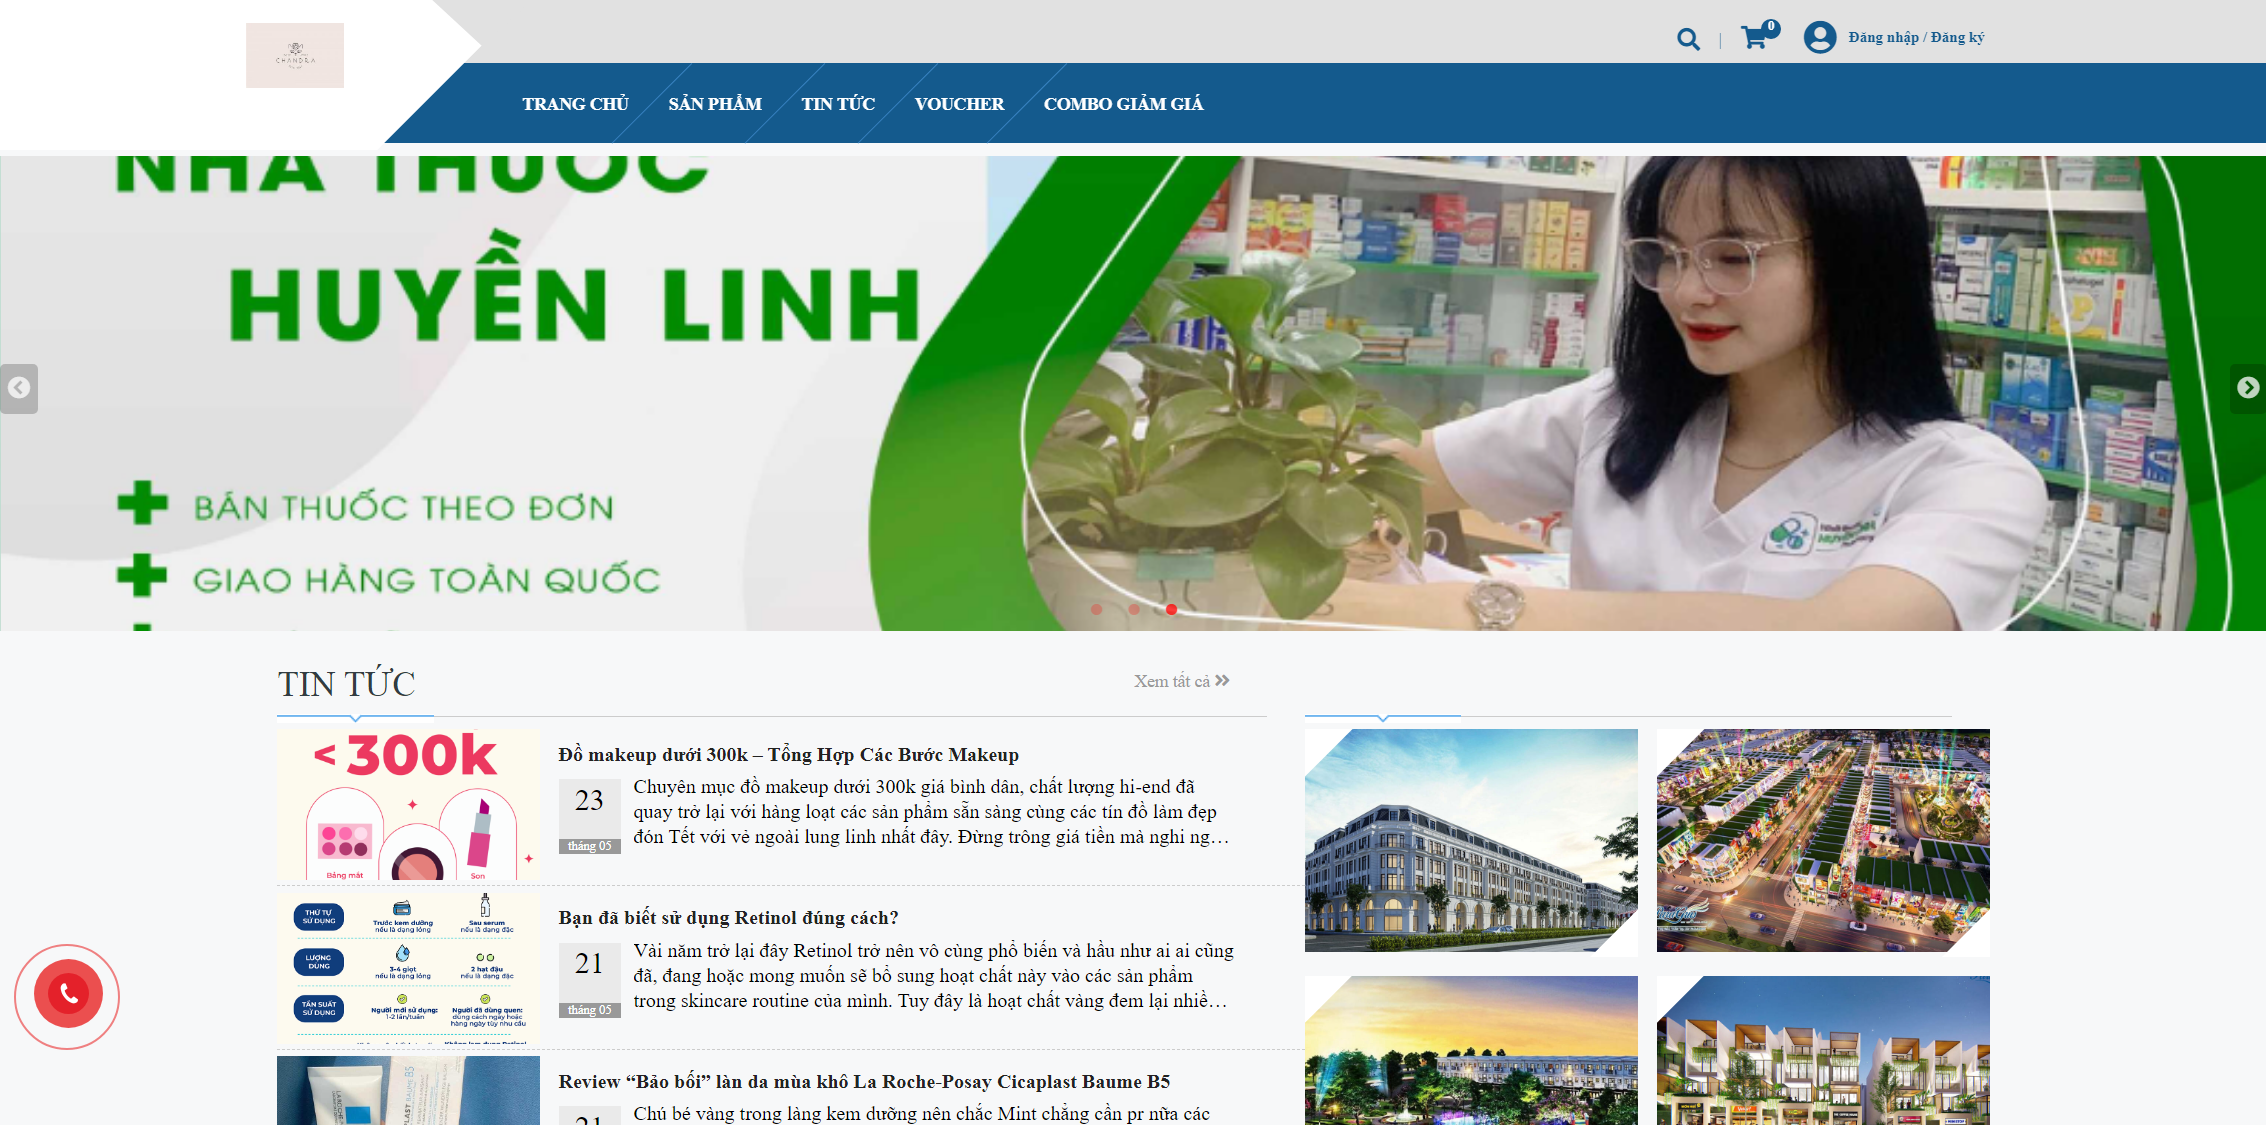 CHANDRA
0
Đăng nhập / Đăng ký
TRANG CHỦ
SẢN PHẨM
TIN TỨC
VOUCHER
COMBO GIẢM GIÁ
NHÀ THUỐC
HUYỀN LINH
BÁN THUỐC THEO ĐƠN
GIAO HÀNG TOÀN QUỐC
TIN TỨC
Xem tất cả
< 300k
Bảng mắt
Son
Đồ makeup dưới 300k – Tổng Hợp Các Bước Makeup
23
tháng 05
Chuyên mục đồ makeup dưới 300k giá bình dân, chất lượng hi-end đã
quay trở lại với hàng loạt các sản phẩm sẵn sàng cùng các tín đồ làm đẹp
đón Tết với vẻ ngoài lung linh nhất đây. Đừng trông giá tiền mà nghi ng…
THỨ TỰ
SỬ DỤNG
Trước kem dưỡng
nếu là dạng lỏng
Sau serum
nếu là dạng đặc
LƯỢNG
DÙNG
3-4 giọt
nếu là dạng lỏng
2 hạt đậu
nếu là dạng đặc
TẦN SUẤT
SỬ DỤNG
Người mới sử dụng:
1-2 lần/tuần
Người đã dùng quen:
dùng cách ngày hoặc
hàng ngày tùy nhu cầu
Bạn đã biết sử dụng Retinol đúng cách?
21
tháng 05
Vài năm trở lại đây Retinol trở nên vô cùng phổ biến và hầu như ai ai cũng
đã, đang hoặc mong muốn sẽ bổ sung hoạt chất này vào các sản phẩm
trong skincare routine của mình. Tuy đây là hoạt chất vàng đem lại nhiề…
Review “Bảo bối” làn da mùa khô La Roche-Posay Cicaplast Baume B5
21
Chú bé vàng trong làng kem dưỡng nên chắc Mint chẳng cần pr nữa các